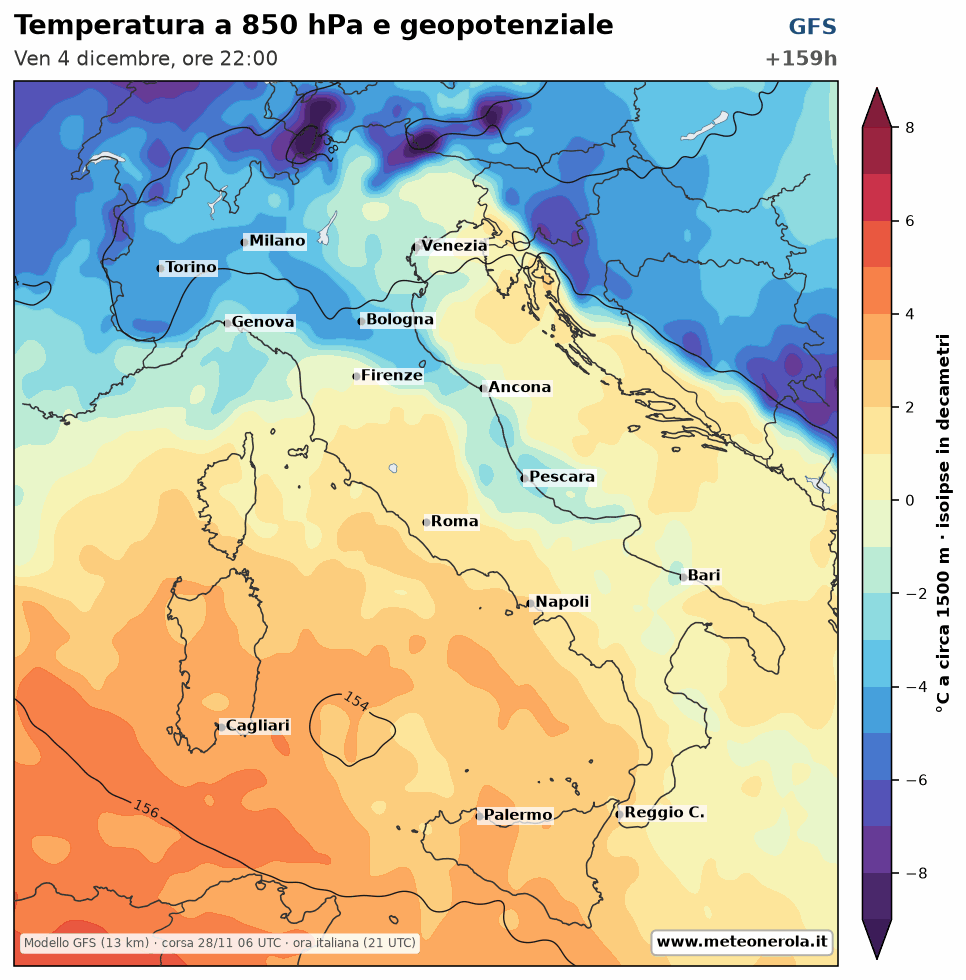 Temperatura a 850 hPa e geopotenziale
GFS
Ven 4 dicembre, ore 22:00
+159h
158
Milano
Venezia
Torino
Genova
Bologna
Firenze
Ancona
Pescara
Roma
Bari
Napoli
154
Cagliari
156
Palermo
Reggio C.
8
6
4
2
0
−2
−4
−6
−8
°C a circa 1500 m · isoipse in decametri
Modello GFS (13 km) · corsa 28/11 06 UTC · ora italiana (21 UTC)
www.meteonerola.it